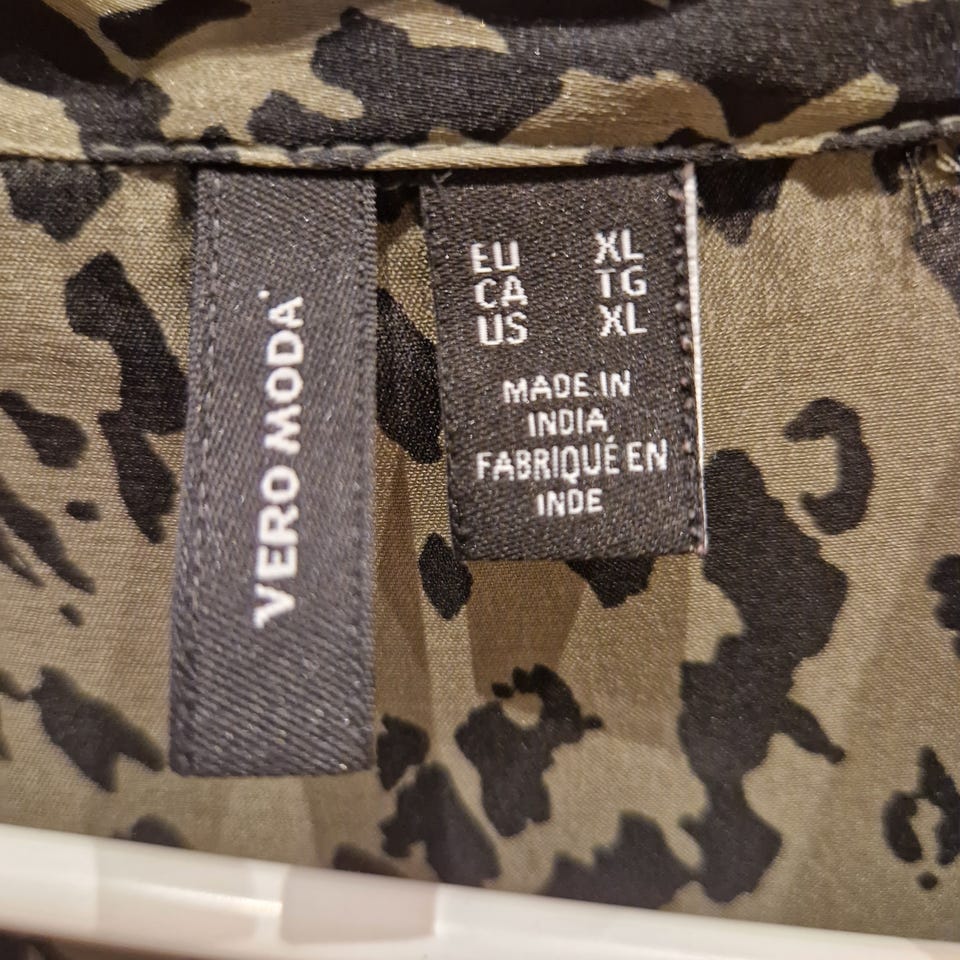 VERO MODA
EU XL
CA TG
US XL
MADE IN
INDIA
FABRIQUÉ EN
INDE